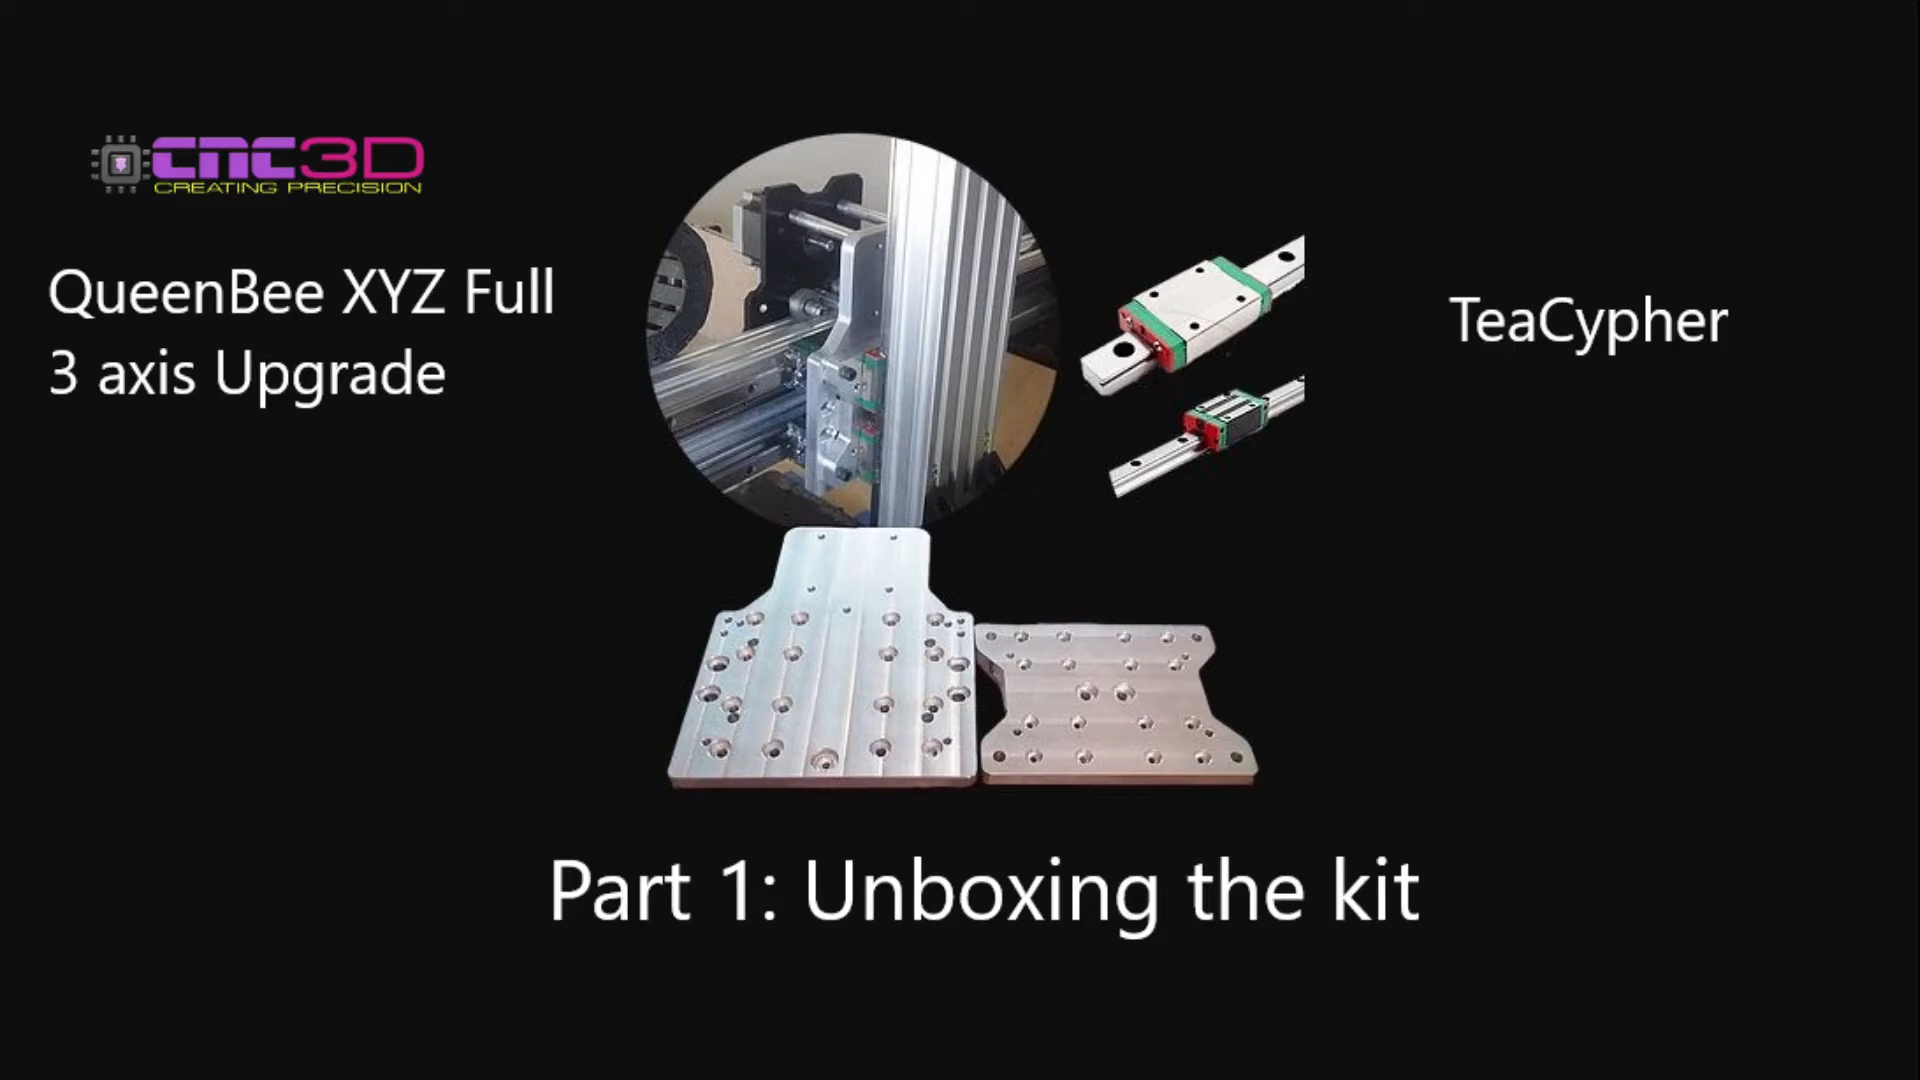 CNC3D
CREATING PRECISION
QueenBee XYZ Full
3 axis Upgrade
TeaCypher
Part 1: Unboxing the kit